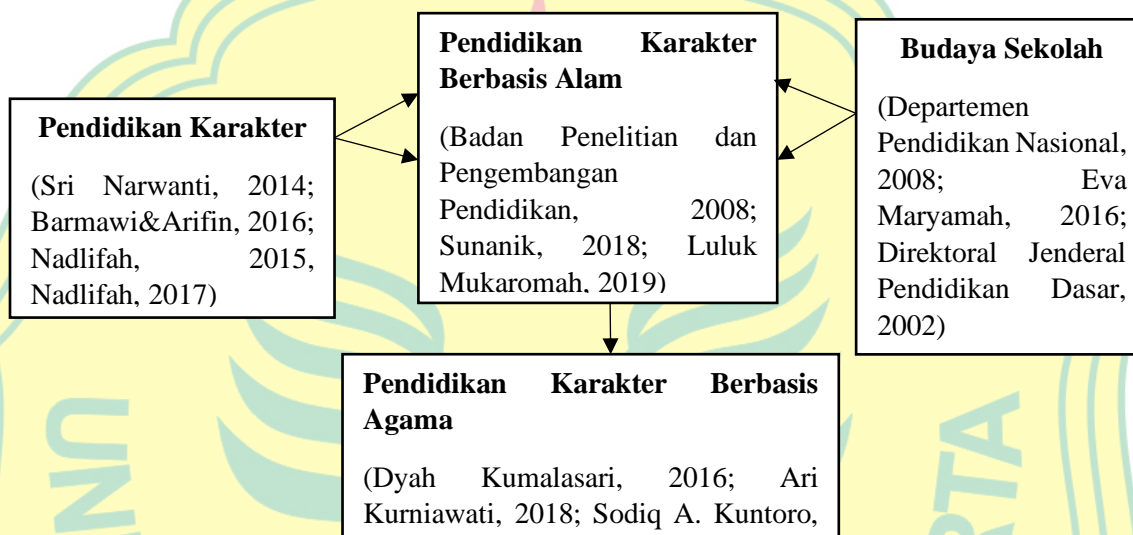 Pendidikan Karakter
(Sri Narwanti, 2014;
Barmawi&Arifin, 2016;
Nadlifah, 2015,
Nadlifah, 2017)
Pendidikan Karakter
Berbasis Alam
(Badan Penelitian dan
Pengembangan
Pendidikan, 2008;
Sunanik, 2018; Luluk
Mukaromah, 2019)
Budaya Sekolah
(Departemen
Pendidikan Nasional,
2008; Eva
Maryamah, 2016;
Direktoral Jenderal
Pendidikan Dasar,
2002)
Pendidikan Karakter Berbasis
Agama
(Dyah Kumalasari, 2016; Ari
Kurniawati, 2018; Sodiq A. Kuntoro,
UN
RTA